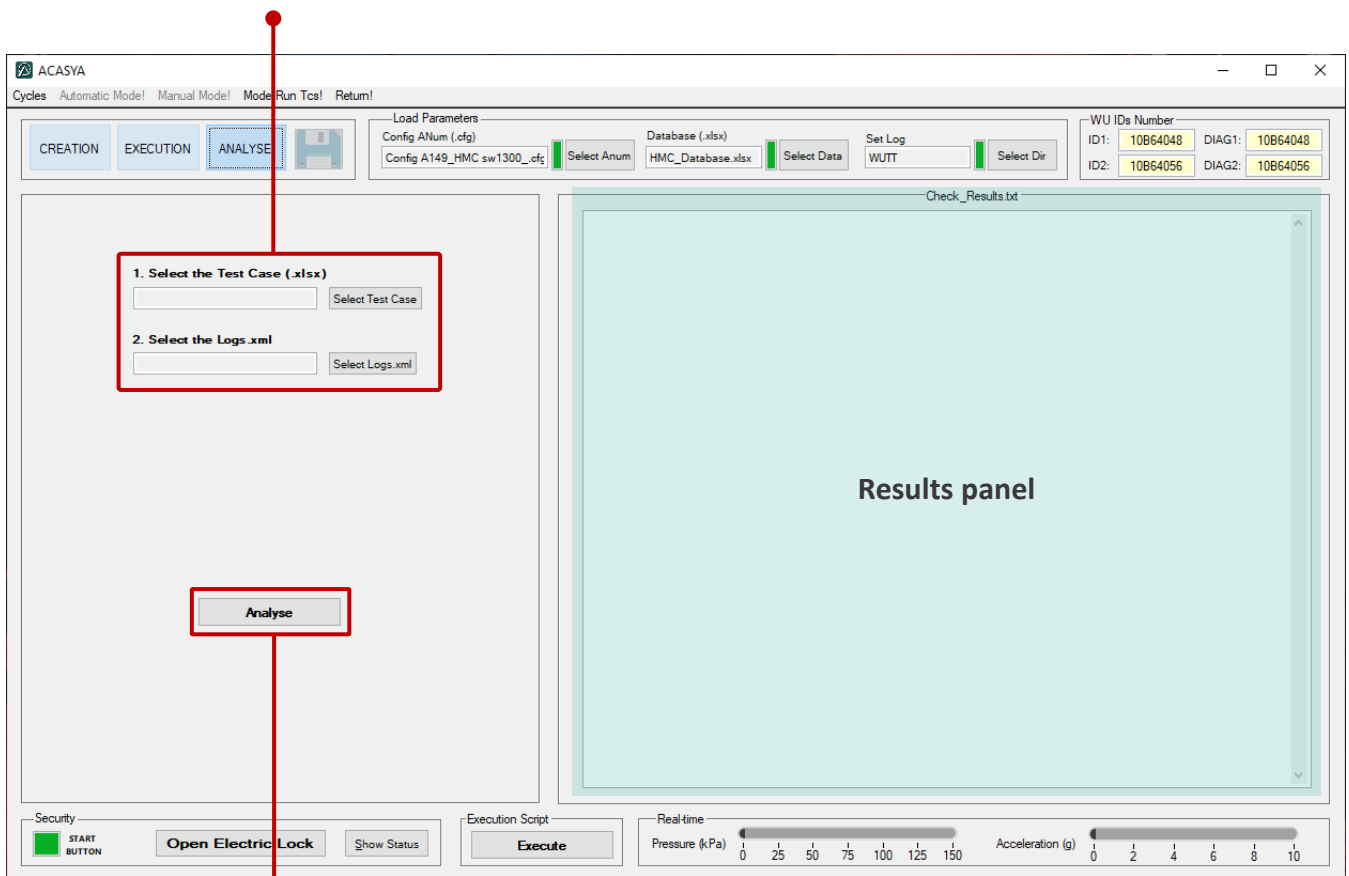 ACASYA
Cycles Automatic Mode! Manual Mode! Mode Run Tcs! Return!
CREATION EXECUTION ANALYSE
Load Parameters
Config ANum (.cfg)
Config A149_HMC sw1300_.cfg
Select Anum
Database (.xlsx)
HMC_Database.xlsx
Select Data
Set Log
WUTT
Select Dir
WU IDs Number
ID1: 10B64048 DIAG1: 10B64048
ID2: 10B64056 DIAG2: 10B64056
1. Select the Test Case (.xlsx)
Select Test Case
2. Select the Logs.xml
Select Logs.xml
Analyse
Check_Results.txt
Results panel
Security
START
BUTTON
Open Electric Lock
Show Status
Execution Script
Execute
Real-time
Pressure (kPa)
0 25 50 75 100 125 150
Acceleration (g)
0 2 4 6 8 10